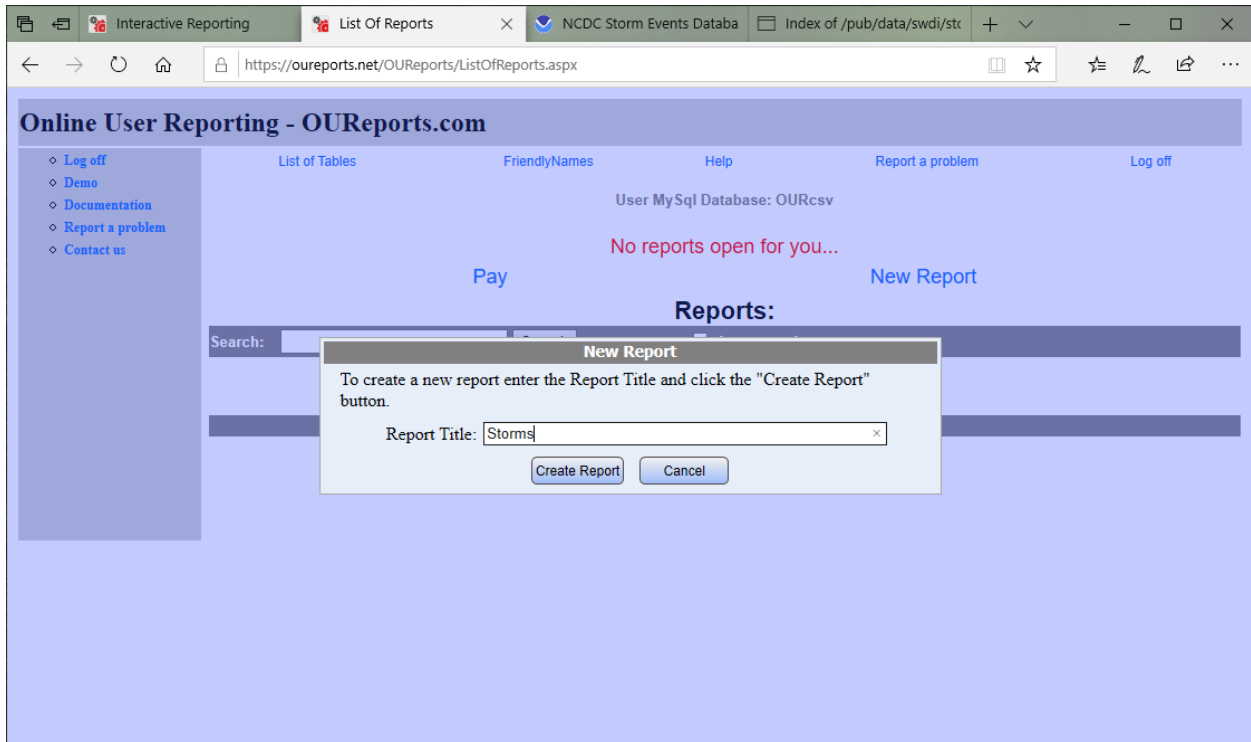 Interactive Reporting
List Of Reports
NCDC Storm Events Databa
Index of /pub/data/swdi/stc
https://oureports.net/OUReports/ListOfReports.aspx
Online User Reporting - OUReports.com
Log off
Demo
Documentation
Report a problem
Contact us
List of Tables FriendlyNames Help Report a problem Log off
User MySql Database: OURcsv
No reports open for you...
Pay New Report
Reports:
Search:
New Report
To create a new report enter the Report Title and click the "Create Report"
button.
Report Title: Storms
Create Report Cancel